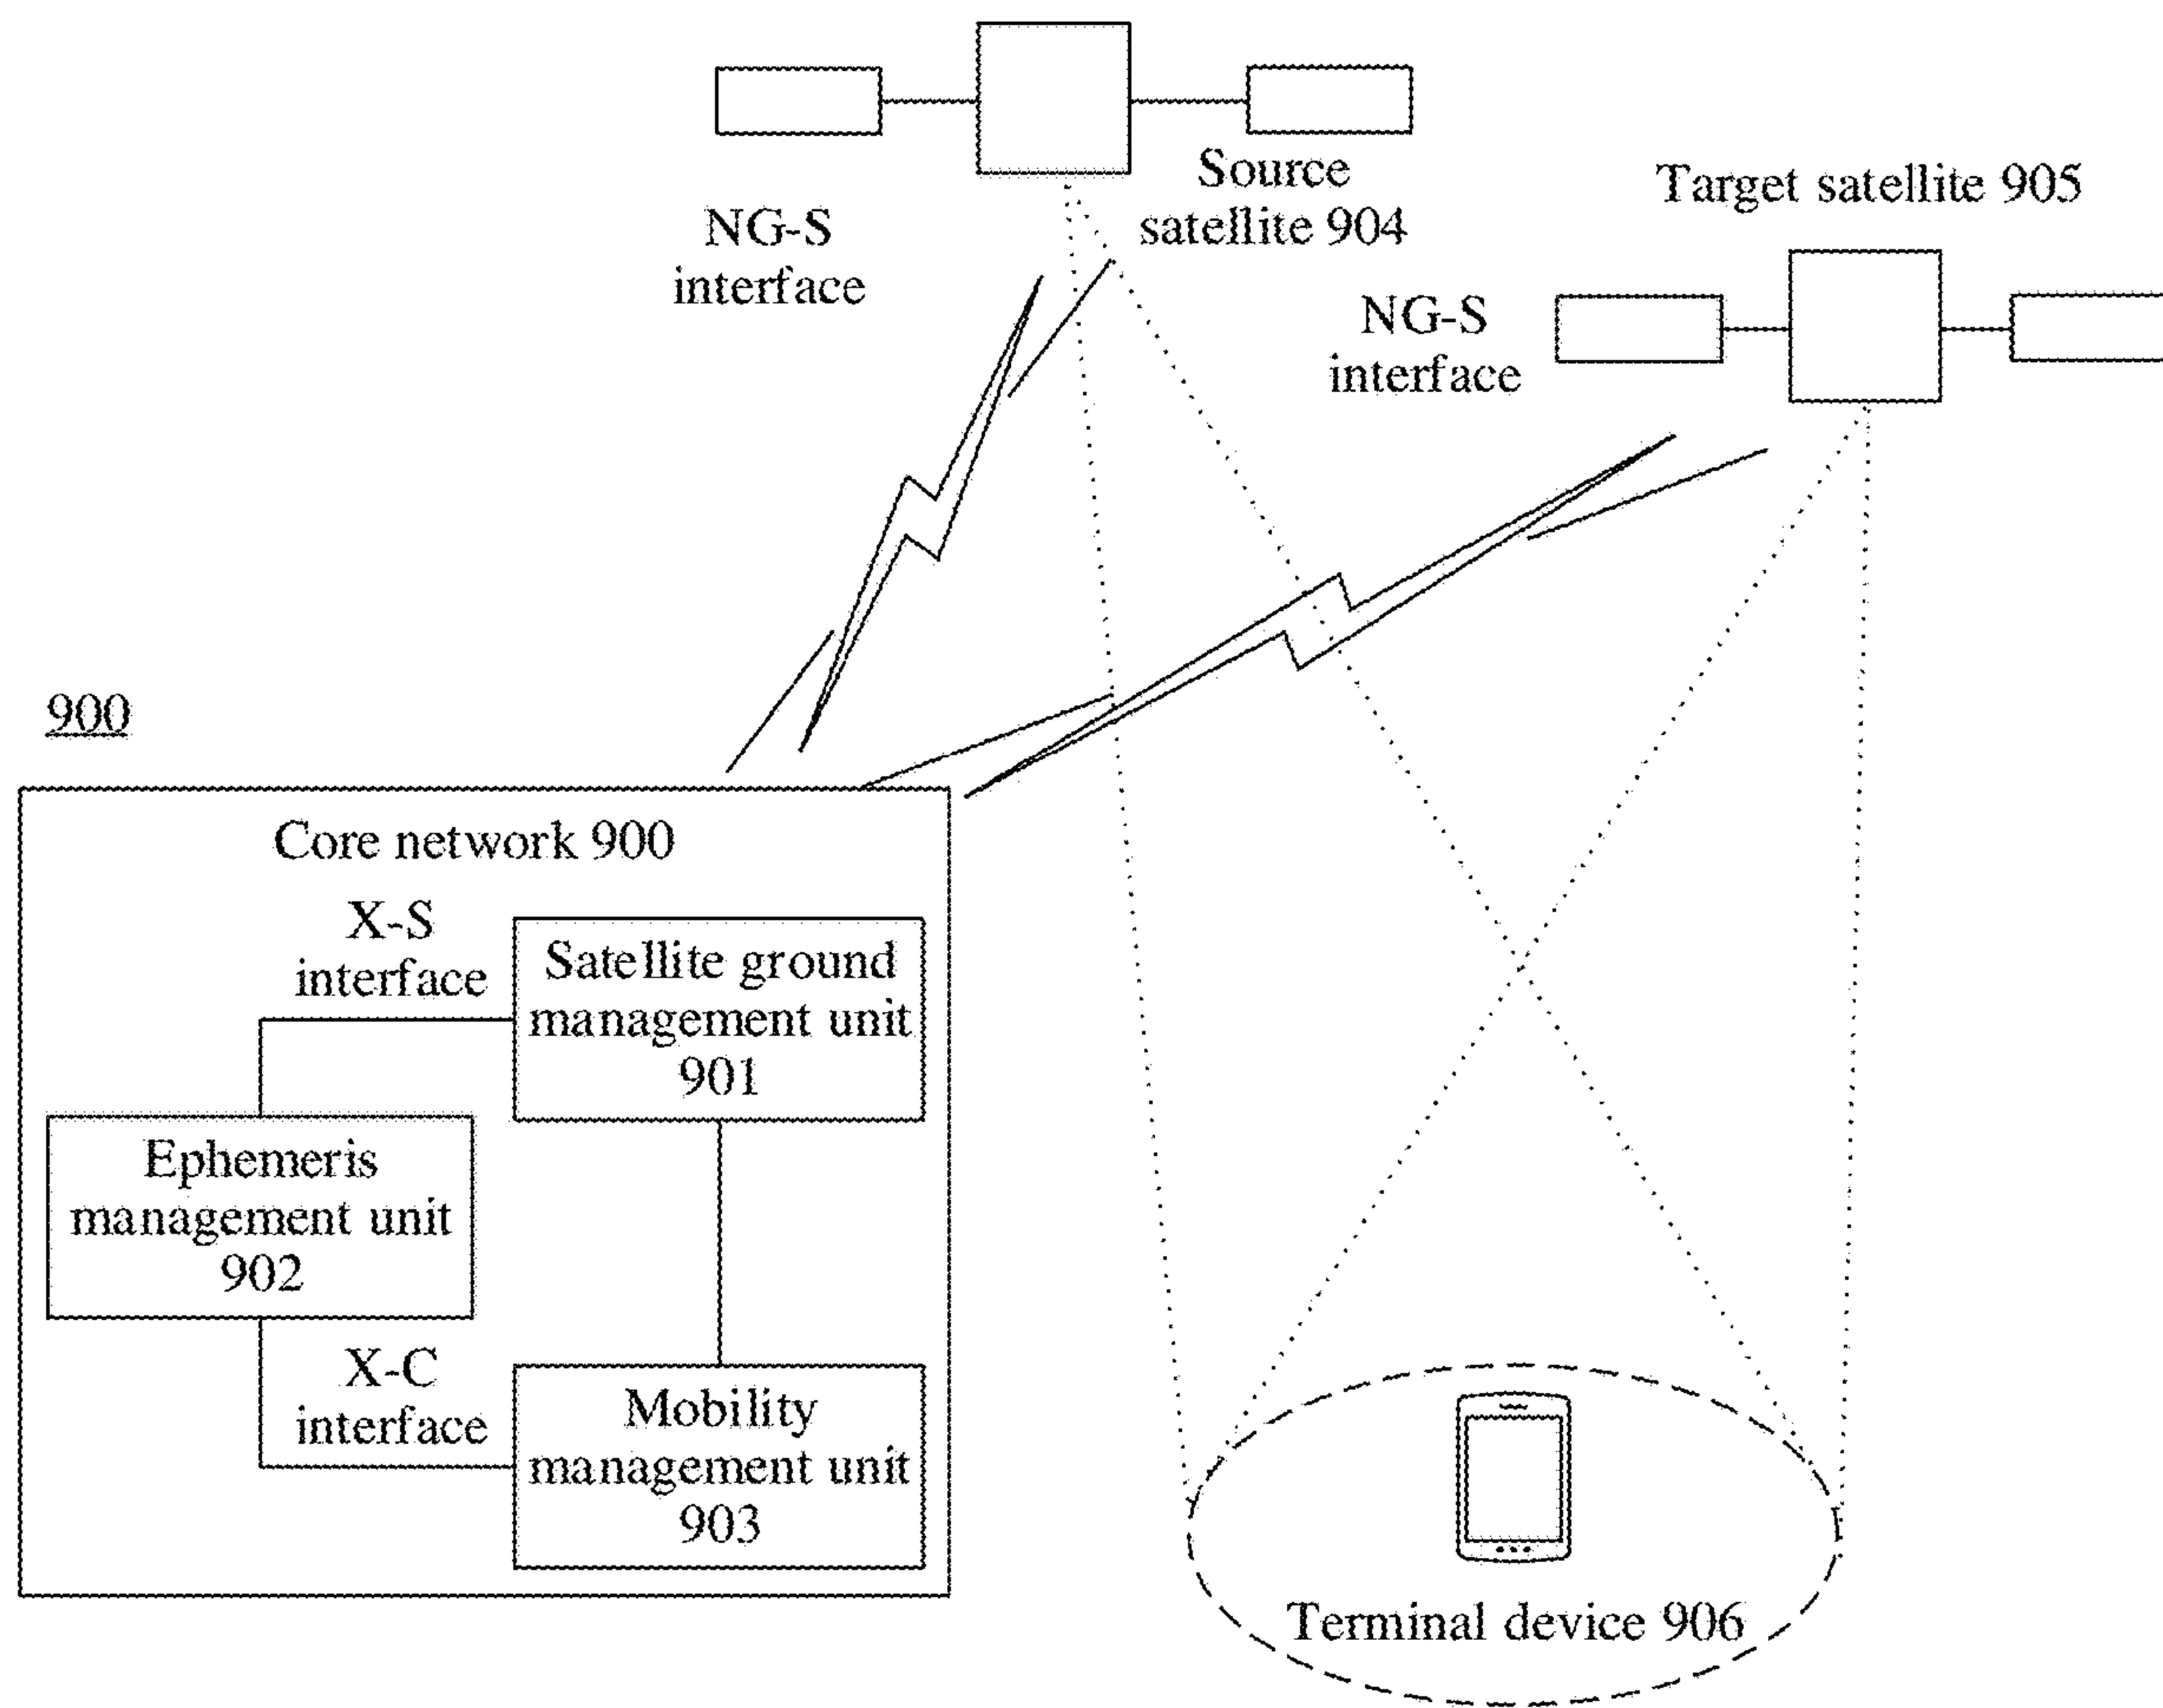 Source
satellite 904
Target satellite 905
NG-S
interface
NG-S
interface
900
Core network 900
X-S
interface
Satellite ground
management unit
901
Ephemeris
management unit
902
X-C
interface
Mobility
management unit
903
Terminal device 906